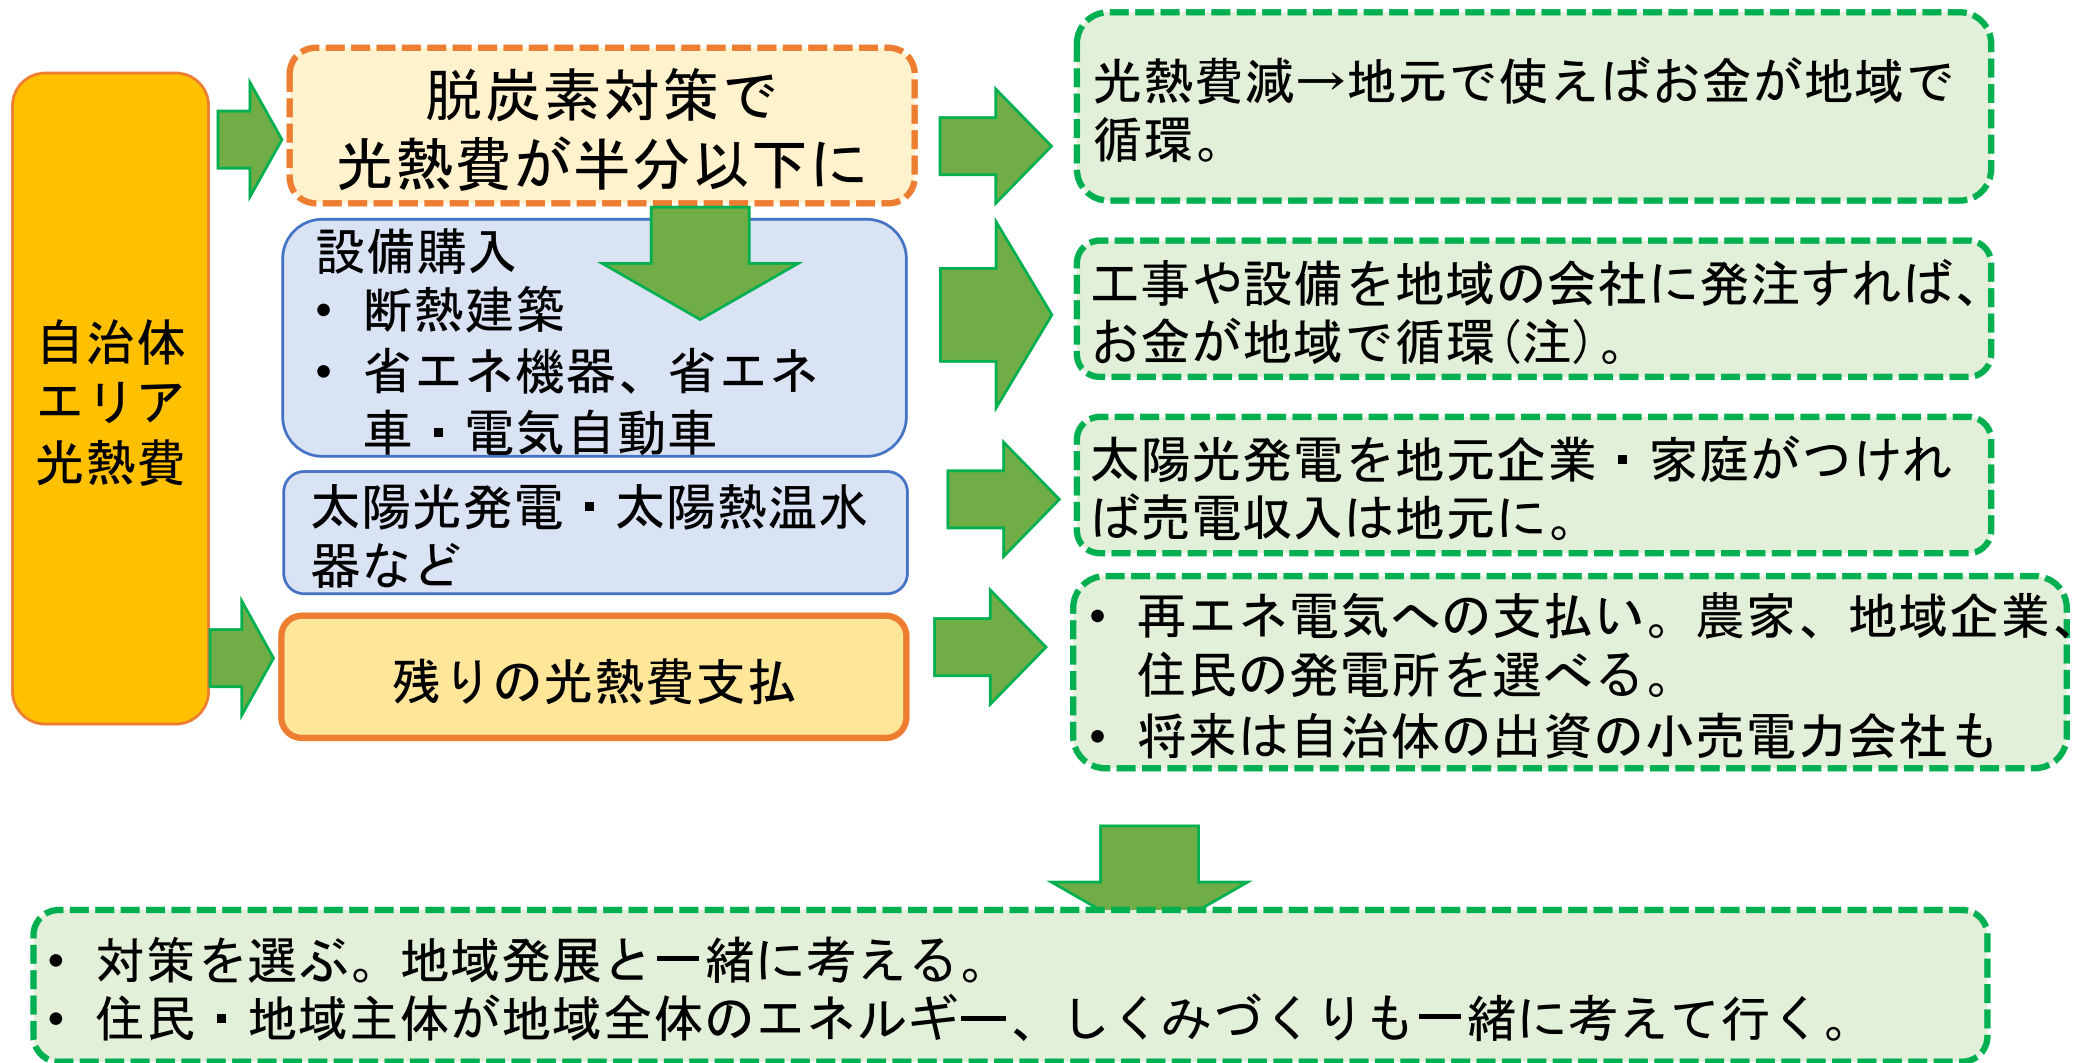 自治体
エリア
光熱費
脱炭素対策で
光熱費が半分以下に
設備購入
• 断熱建築
• 省エネ機器、省エネ
車・電気自動車
太陽光発電・太陽熱温水
器など
残りの光熱費支払
光熱費減→地元で使えばお金が地域で
循環。
工事や設備を地域の会社に発注すれば、
お金が地域で循環(注)。
太陽光発電を地元企業・家庭がつけれ
ば売電収入は地元に。
• 再エネ電気への支払い。農家、地域企業、
住民の発電所を選べる。
• 将来は自治体の出資の小売電力会社も
• 対策を選ぶ。地域発展と一緒に考える。
• 住民・地域主体が地域全体のエネルギー、しくみづくりも一緒に考えて行く。